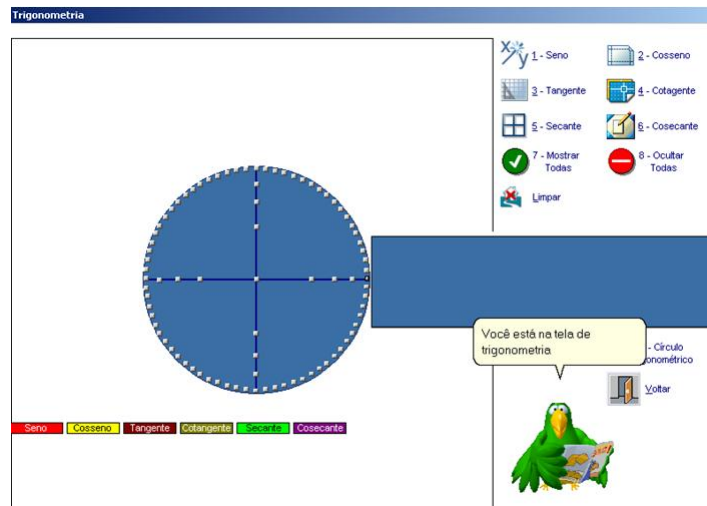 Trigonometria
1 - Seno
2 - Cosseno
3 - Tangente
4 - Cotagente
5 - Secante
6 - Cosecante
7 - Mostrar
Todas
8 - Ocultar
Todas
Limpar
Você está na tela de
trigonometria
- Círculo
Voltar
Seno
Cosseno
Tangente
Cotangente
Secante
Cosecante